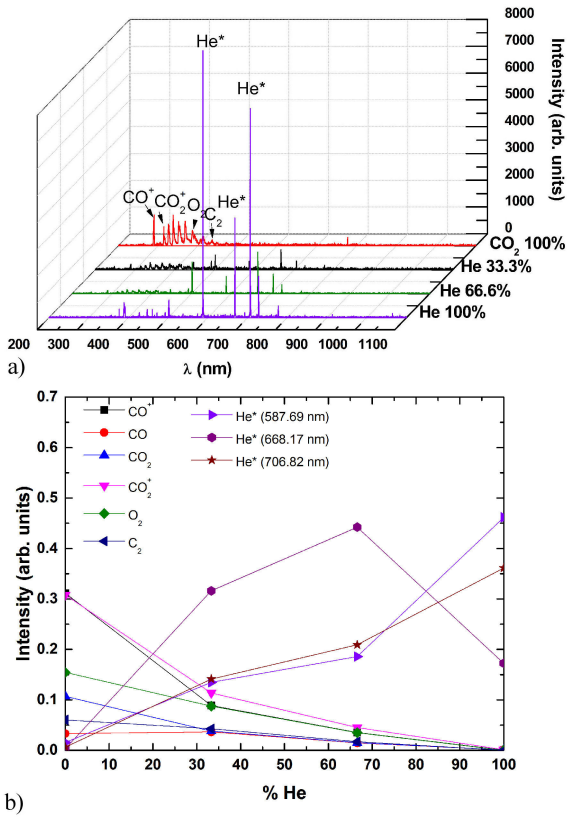 8000
7000
6000
5000
4000
3000
2000
1000
0
Intensity (arb. units)
He*
He*
He*
CO+
CO2+
O2
C2
CO2 100%
He 33.3%
He 66.6%
He 100%
200 300 400 500 600 700 800 900 1000 1100
λ (nm)
a)
0.7
0.6
0.5
0.4
0.3
0.2
0.1
0.0
Intensity (arb. units)
CO+
CO
CO2
CO2+
O2
C2
He* (587.69 nm)
He* (668.17 nm)
He* (706.82 nm)
0 10 20 30 40 50 60 70 80 90 100
% He
b)